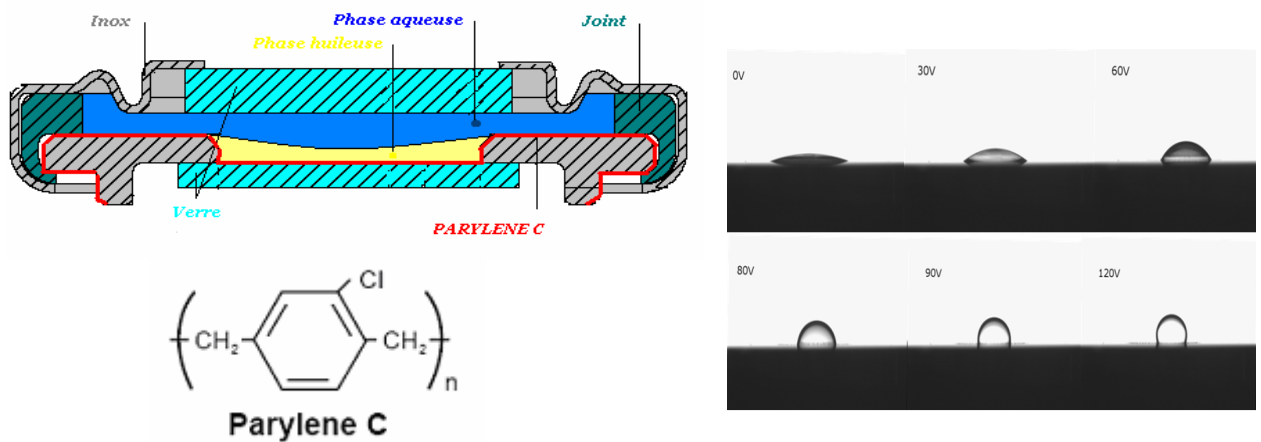 Inox
Phase aqueuse
Joint
Phase huileuse
Verre
PARYLENE C
Cl
CH2
CH2
n
Parylene C
0V
30V
60V
80V
90V
120V